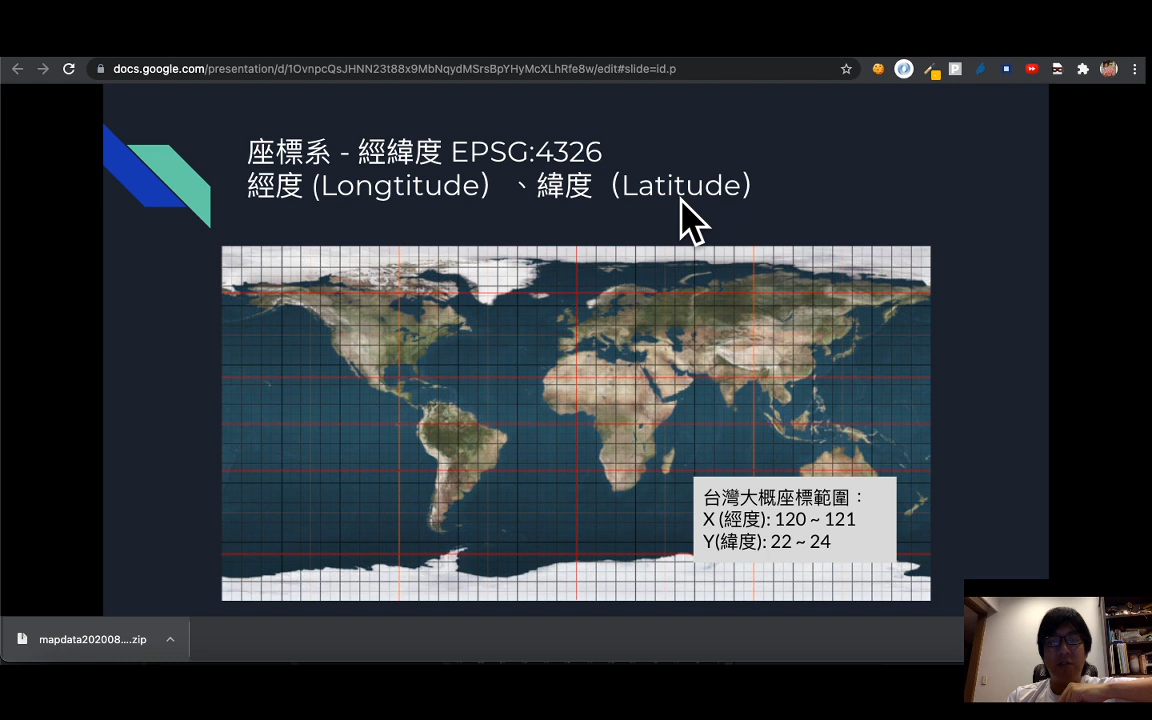 docs.google.com/presentation/d/1OvnpcQsJHNN23t88x9MbNqydMSrsBpYHyMcXLhRfe8w/edit#slide=id.p
座標系 - 經緯度 EPSG:4326
經度 (Longtitude）、緯度（Latitude）
台灣大概座標範圍：
X (經度): 120 ~ 121
Y(緯度): 22 ~ 24
mapdata202008....zip